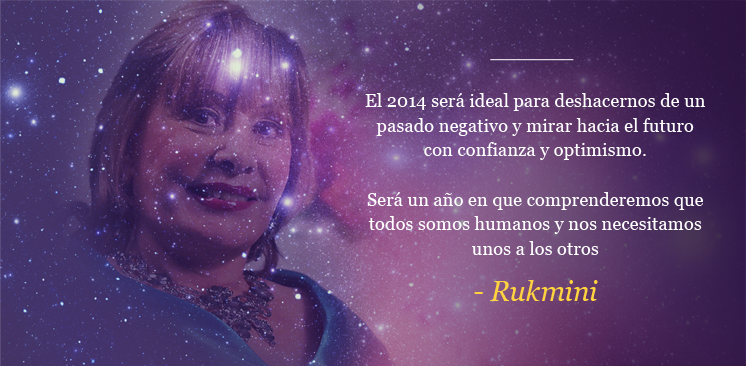 El 2014 será ideal para deshacernos de un
pasado negativo y mirar hacia el futuro
con confianza y optimismo.
Será un año en que comprenderemos que
todos somos humanos y nos necesitamos
unos a los otros
- Rukmini